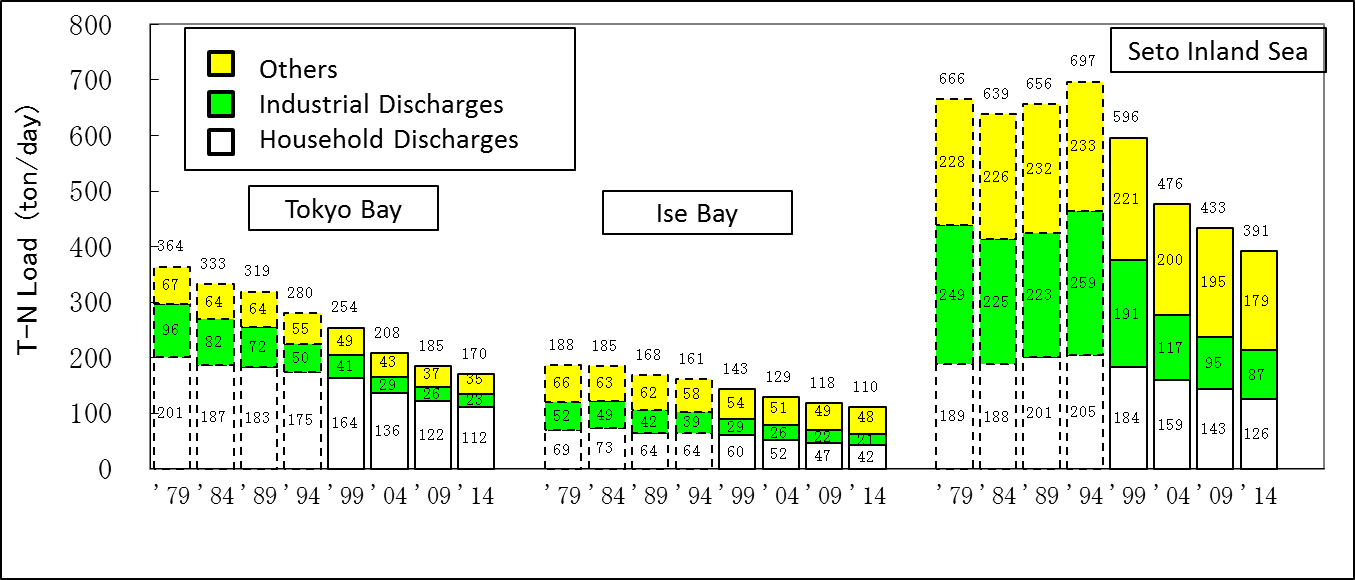 800
700
600
500
400
300
200
100
0
T-N Load (ton/day)
Others
Industrial Discharges
Household Discharges
Tokyo Bay
364 333 319 280 254 208 185 170
67 64 64 55 49 43 37 35
96 82 72 50 41 29 26 23
201 187 183 175 164 136 122 112
'79 '84 '89 '94 '99 '04 '09 '14
Ise Bay
188 185 168 161 143 129 118 110
66 63 62 58 54 51 49 48
52 49 42 39 29 26 22 21
69 73 64 64 60 52 47 42
'79 '84 '89 '94 '99 '04 '09 '14
Seto Inland Sea
666 639 656 697 596 476 433 391
228 226 232 233 221 200 195 179
249 225 223 259 191 117 95 87
189 188 201 205 184 159 143 126
'79 '84 '89 '94 '99 '04 '09 '14